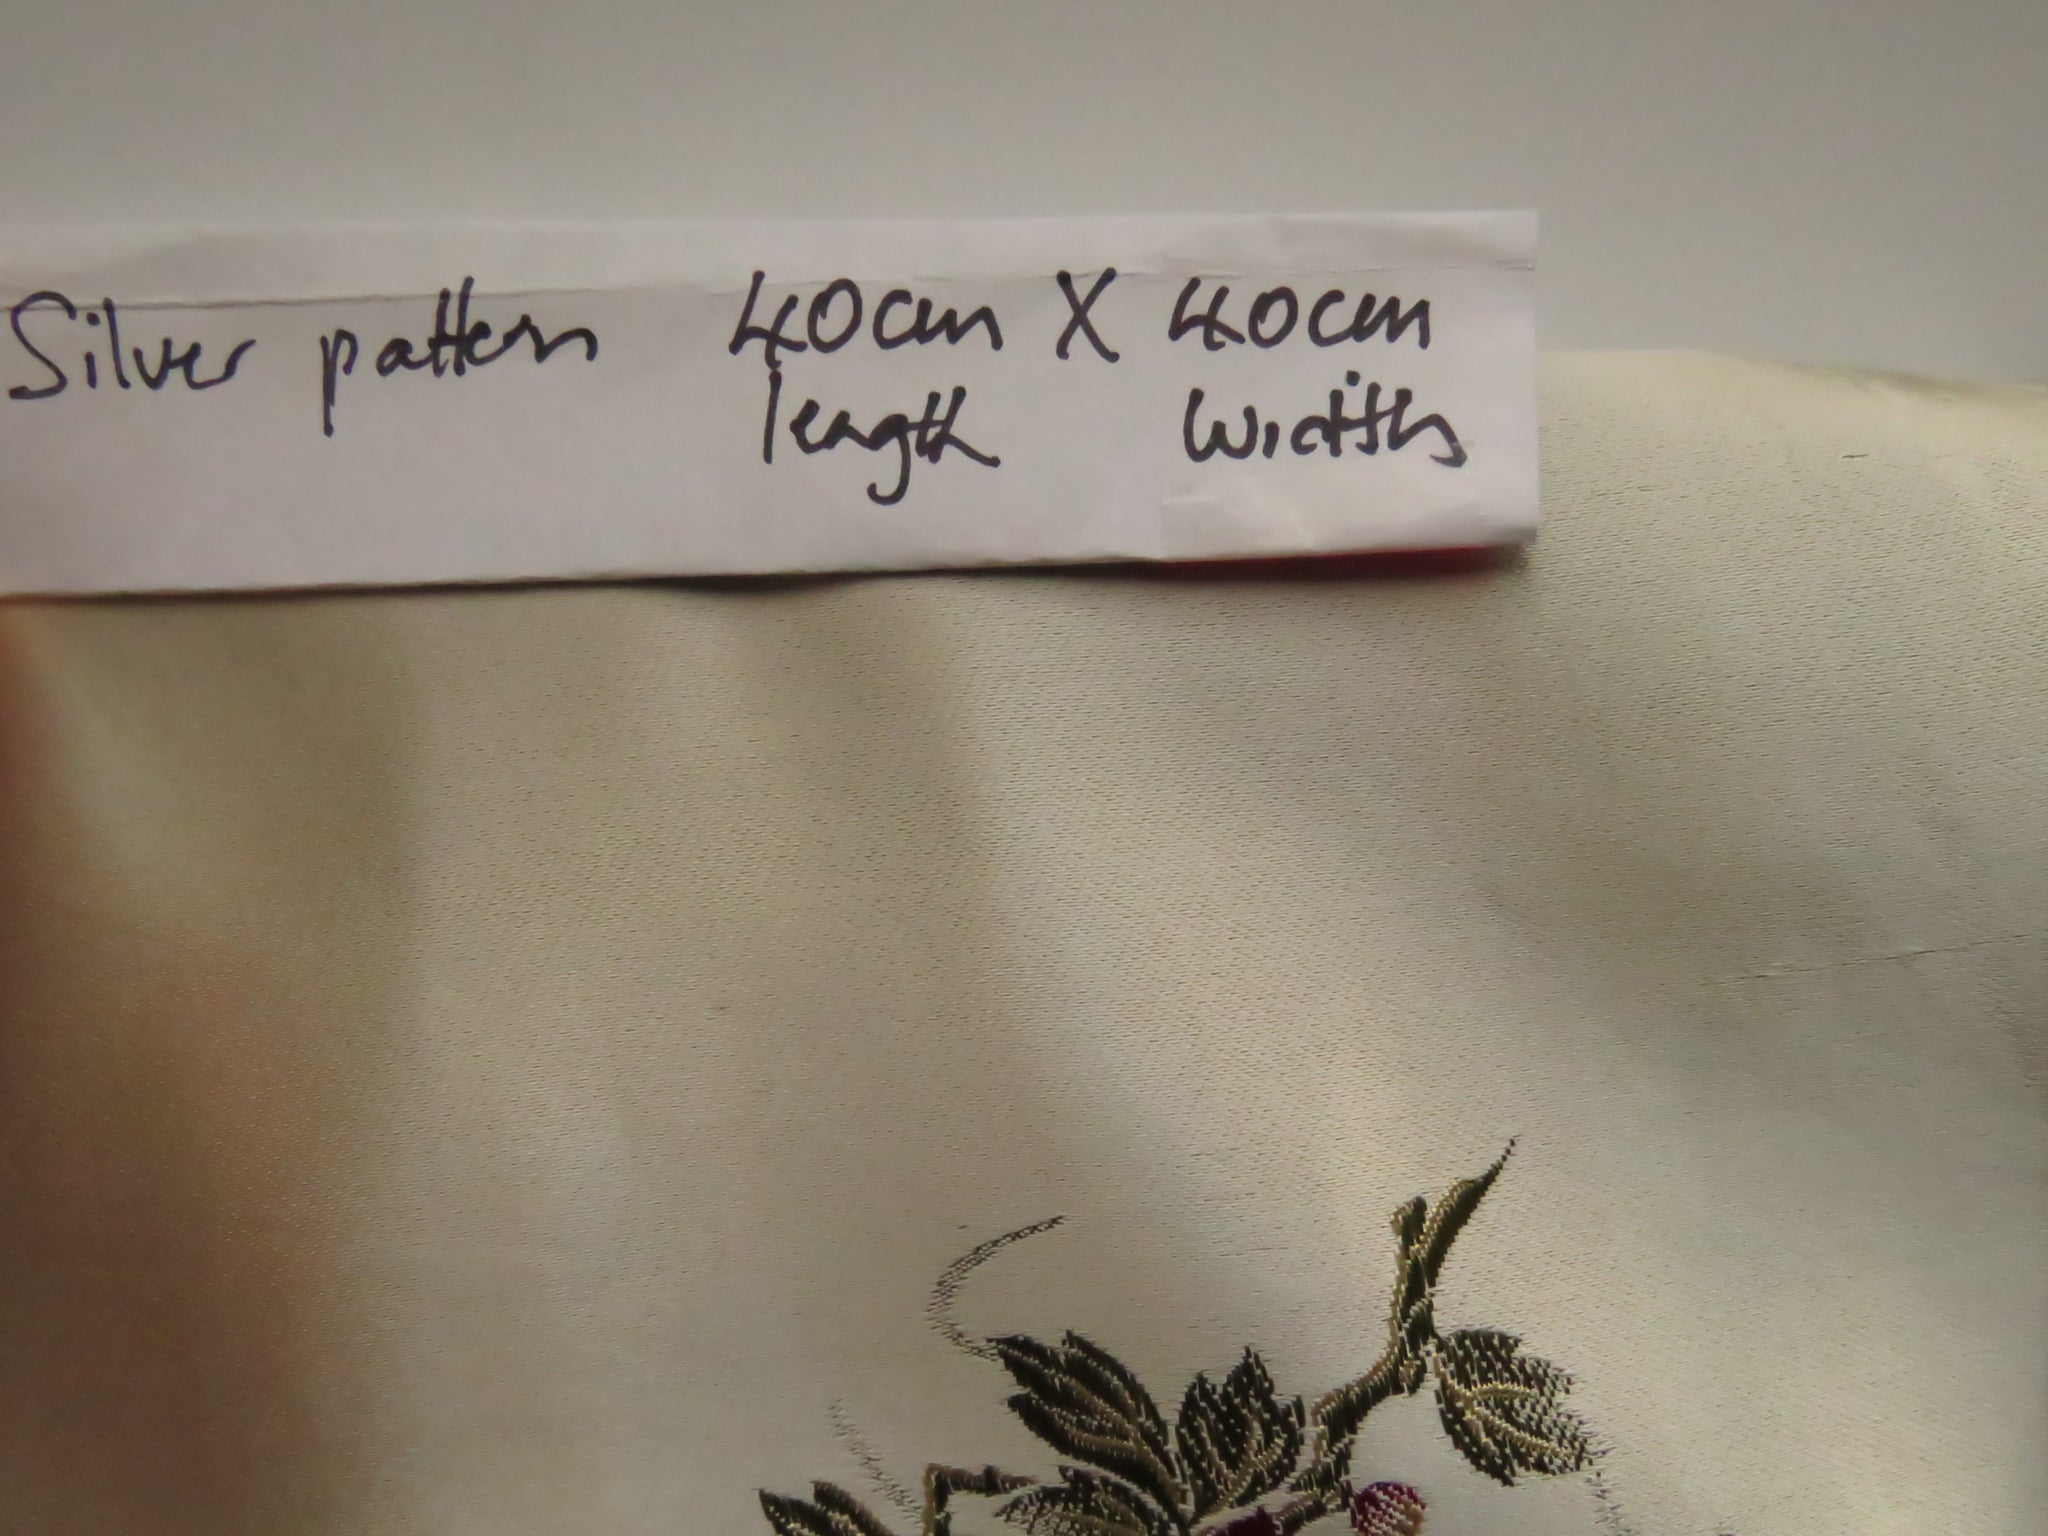 Silver pattern 40cm X 40cm
length width